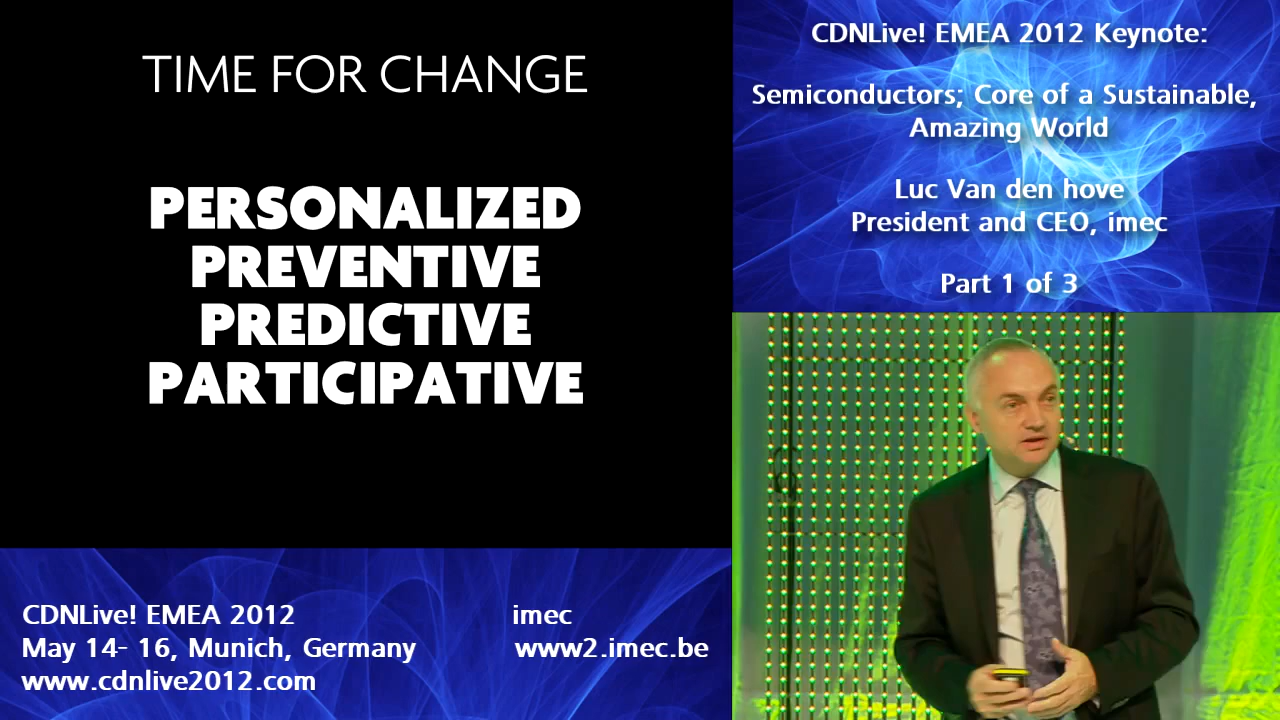 TIME FOR CHANGE
PERSONALIZED
PREVENTIVE
PREDICTIVE
PARTICIPATIVE
CDNLive! EMEA 2012 Keynote:
Semiconductors; Core of a Sustainable,
Amazing World
Luc Van den hove
President and CEO, imec
Part 1 of 3
CDNLive! EMEA 2012
May 14- 16, Munich, Germany
www.cdnlive2012.com
imec
www2.imec.be